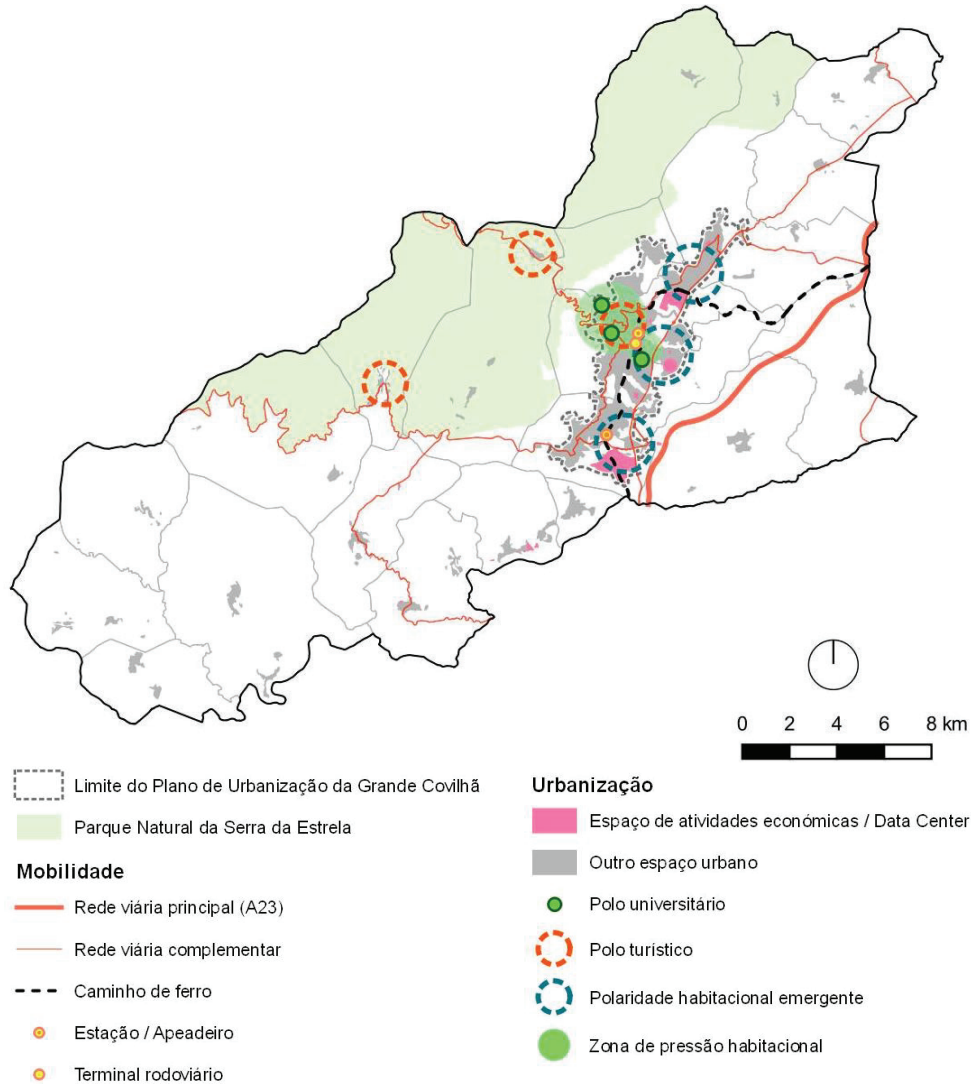 0 2 4 6 8 km
Limite do Plano de Urbanização da Grande Covilhã
Parque Natural da Serra da Estrela
Mobilidade
Rede viária principal (A23)
Rede viária complementar
Caminho de ferro
Estação / Apeadeiro
Terminal rodoviário
Urbanização
Espaço de atividades económicas / Data Center
Outro espaço urbano
Polo universitário
Polo turístico
Polaridade habitacional emergente
Zona de pressão habitacional